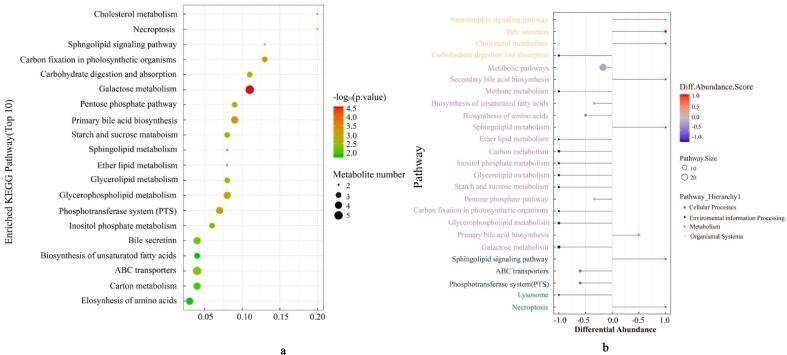 a.
Enriched KEGG Pathway(Top 10)
Cholesterol metabolism
Necroptosis
Sphngolipid signaling pathway
Carbon fixation in pholosynthetic organisms
Carbohydrate digestion and absorption
Galactose metabolism
Pentose phosphate pathway
Primary bile acid biosynthesis
Starch and sucrose mataboism
Sphingolipid metabolism
Ether lipid metabolism
Glycerolipid metabolism
Glycerophospholipid metabolism
Phosphotransferase system (PTS)
Inositol phosphate metabolism
Bile secretinn
Biosynthesis of unsaturated fatty acids
ABC transporters
Carton metabolism
Elosynthesis of amino acids
0.05 0.10 0.15 0.20
-log₀(p.value)
4.5
4.0
3.5
3.0
2.5
2.0
Metabolite number
2
3
4
5
a
b.
Pathway
Neurotrophin signaling pathway
Bile secretion
Cholesterol metabolism
Carbohydrate digestion and absorption
Metabolic pathways
Secondary bile acid biosynthesis
Methane metabolism
Biosynthesis of unsaturated fatty acids
Biosynthesis of amino acids
Sphingolipid metabolism
Ether lipid metabolism
Carbon metabolism
Inositol phosphate metabolism
Glycerolipid metabolism
Starch and sucrose metabolism
Pentose phosphate pathway
Carbon fixation in photosynthetic organisms
Glycerophospholipid metabolism
Primary bile acid biosynthesis
Galactose metabolism
Sphingolipid signaling pathway
ABC transporters
Phosphotransferase system(PTS)
Lysosome
Necroptosis
-1.0 -0.5 0.0 0.5 1.0
Differential Abundance
Diff.Abundance.Score
1.0
0.5
0.0
-0.5
-1.0
Pathway.Size
10
20
Pathway_Hierarchy1
Cellular Processes
Enviromental information Processing
Metabolism
Organismal Systems
b